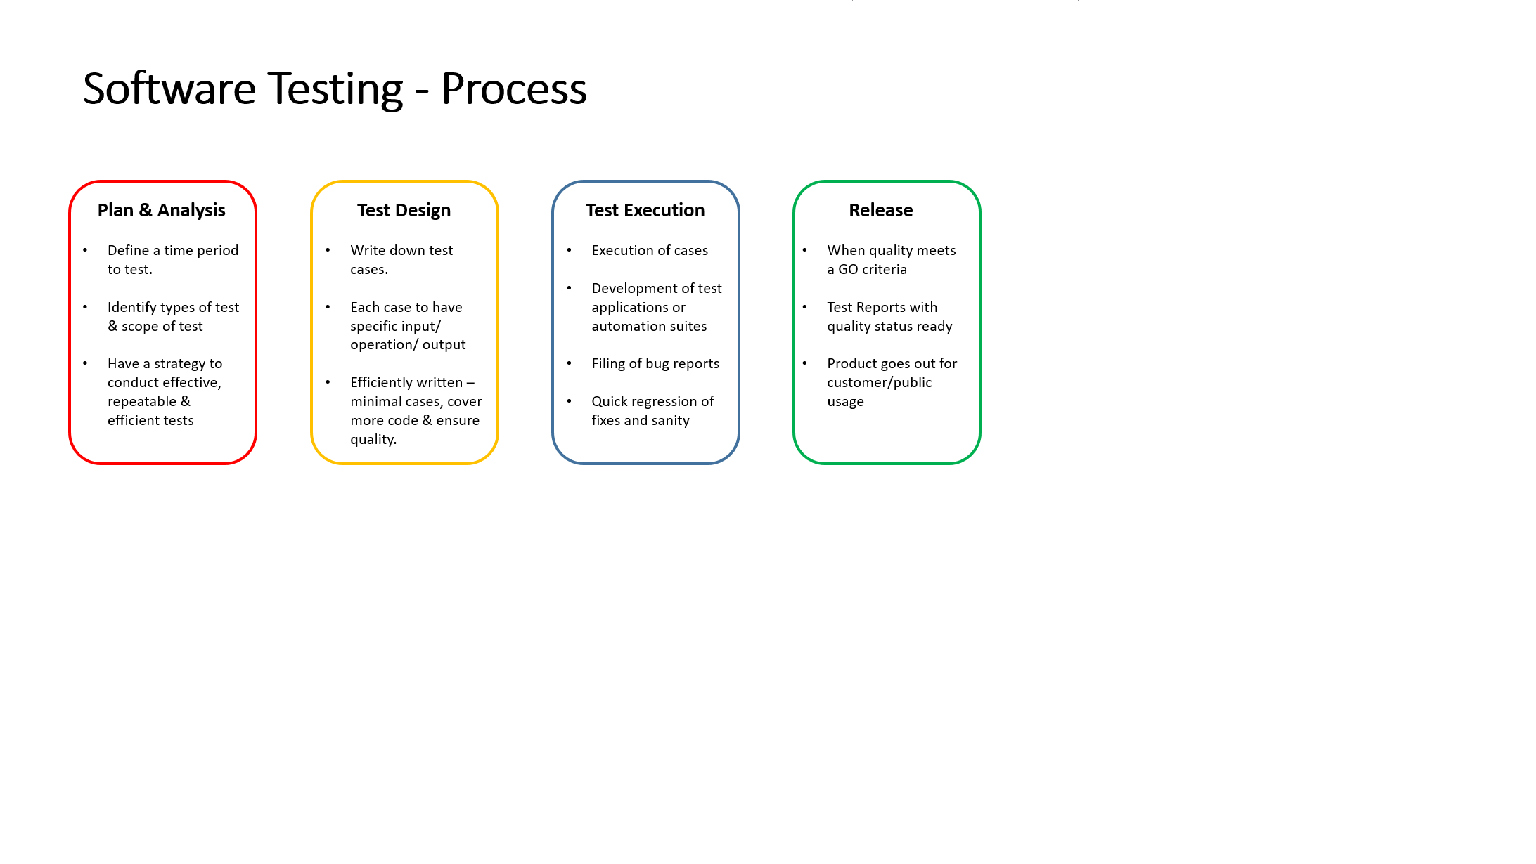 Software Testing - Process
Plan & Analysis
• Define a time period
to test.
• Identify types of test
& scope of test
• Have a strategy to
conduct effective,
repeatable &
efficient tests
Test Design
• Write down test
cases.
• Each case to have
specific input/
operation/ output
• Efficiently written –
minimal cases, cover
more code & ensure
quality.
Test Execution
• Execution of cases
• Development of test
applications or
automation suites
• Filing of bug reports
• Quick regression of
fixes and sanity
Release
• When quality meets
a GO criteria
• Test Reports with
quality status ready
• Product goes out for
customer/public
usage